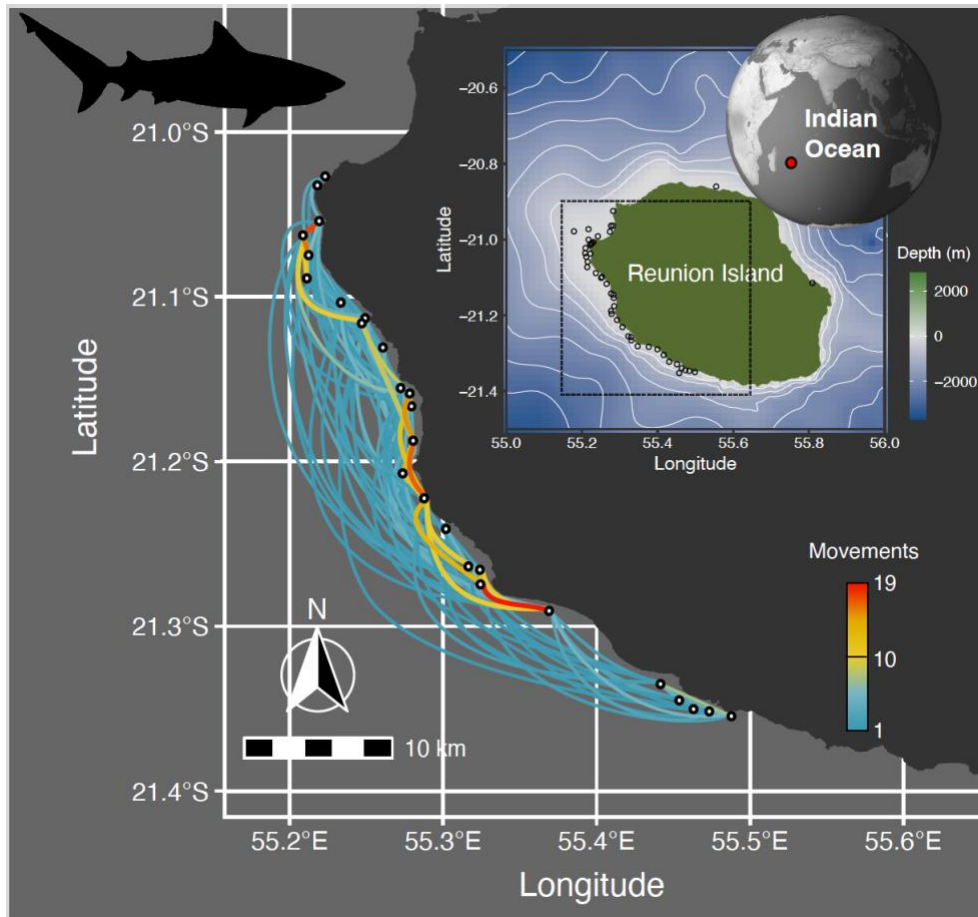 21.0°S
21.1°S
21.2°S
21.3°S
21.4°S
Latitude
55.2°E
55.3°E
55.4°E
55.5°E
55.6°E
Longitude
N
10 km
−20.6
−20.8
−21.0
−21.2
−21.4
Latitude
55.0
55.2
55.4
55.6
55.8
56.0
Longitude
Reunion Island
Indian
Ocean
Depth (m)
2000
0
−2000
Movements
19
10
1